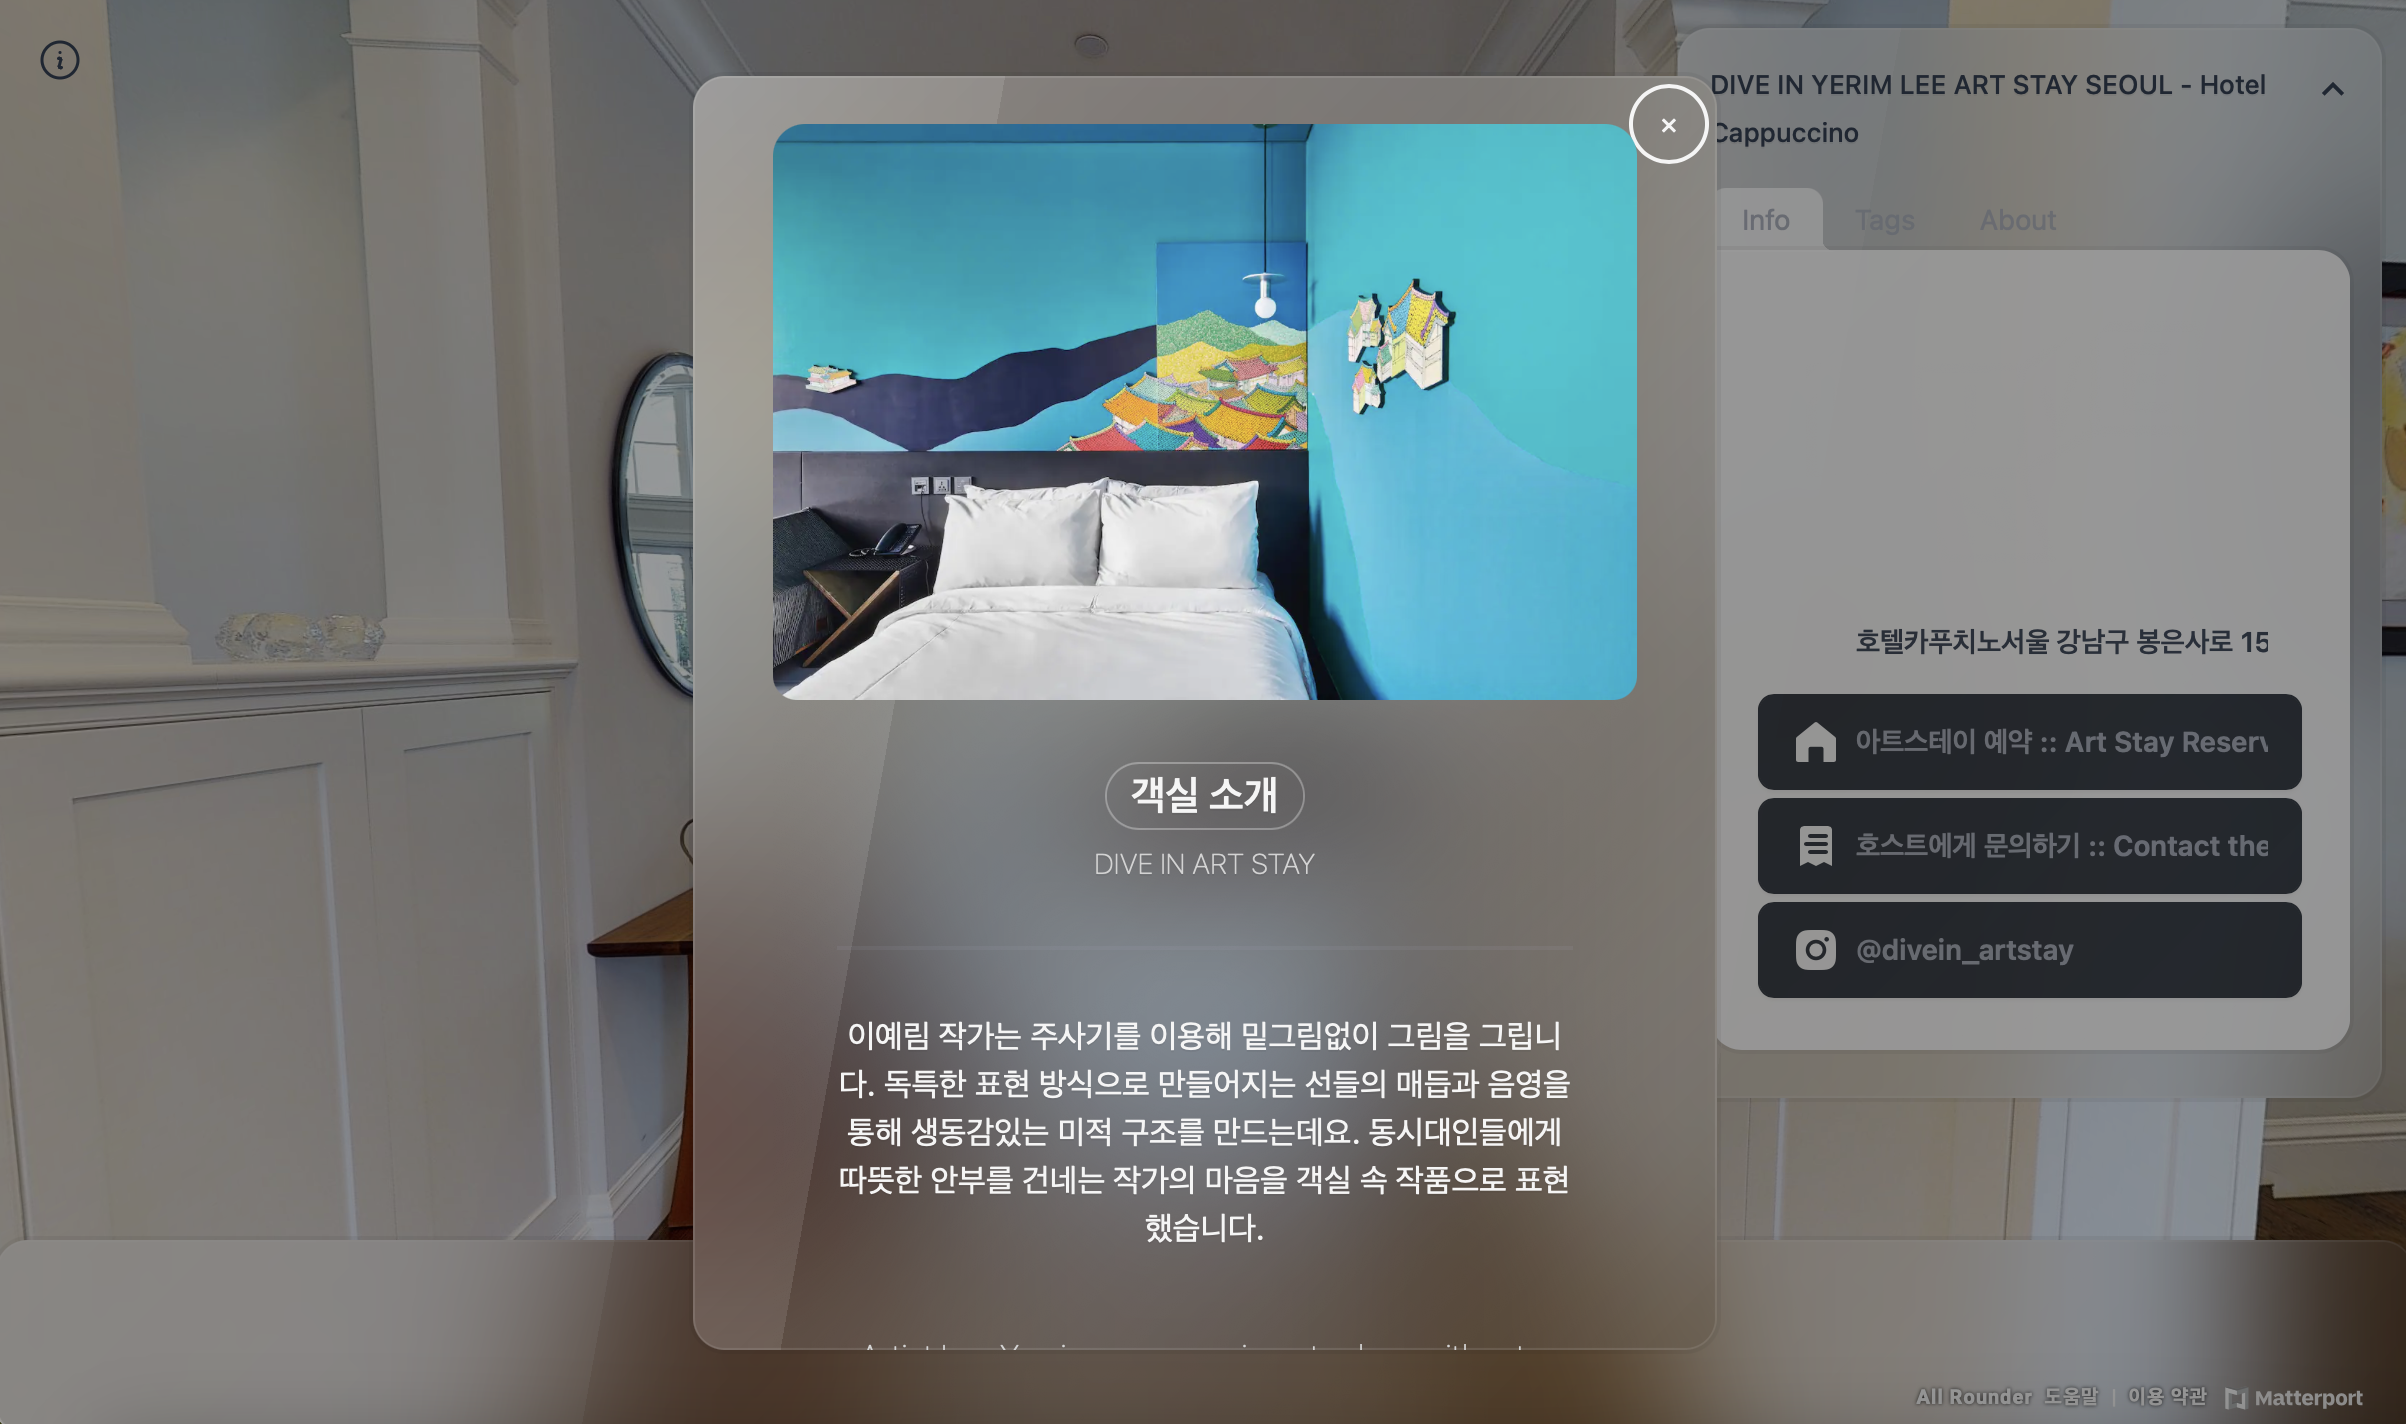 DIVE IN YERIM LEE ART STAY SEOUL - Hotel
Cappuccino
Info
Tags
About
호텔카푸치노서울 강남구 봉은사로 15
아트스테이 예약 :: Art Stay Reserv
호스트에게 문의하기 :: Contact the
@divein_artstay
객실 소개
DIVE IN ART STAY
이예림 작가는 주사기를 이용해 밑그림없이 그림을 그립니
다. 독특한 표현 방식으로 만들어지는 선들의 매듭과 음영을
통해 생동감있는 미적 구조를 만드는데요. 동시대인들에게
따뜻한 안부를 건네는 작가의 마음을 객실 속 작품으로 표현
했습니다.
All Rounder 도움말 | 이용 약관 Matterport